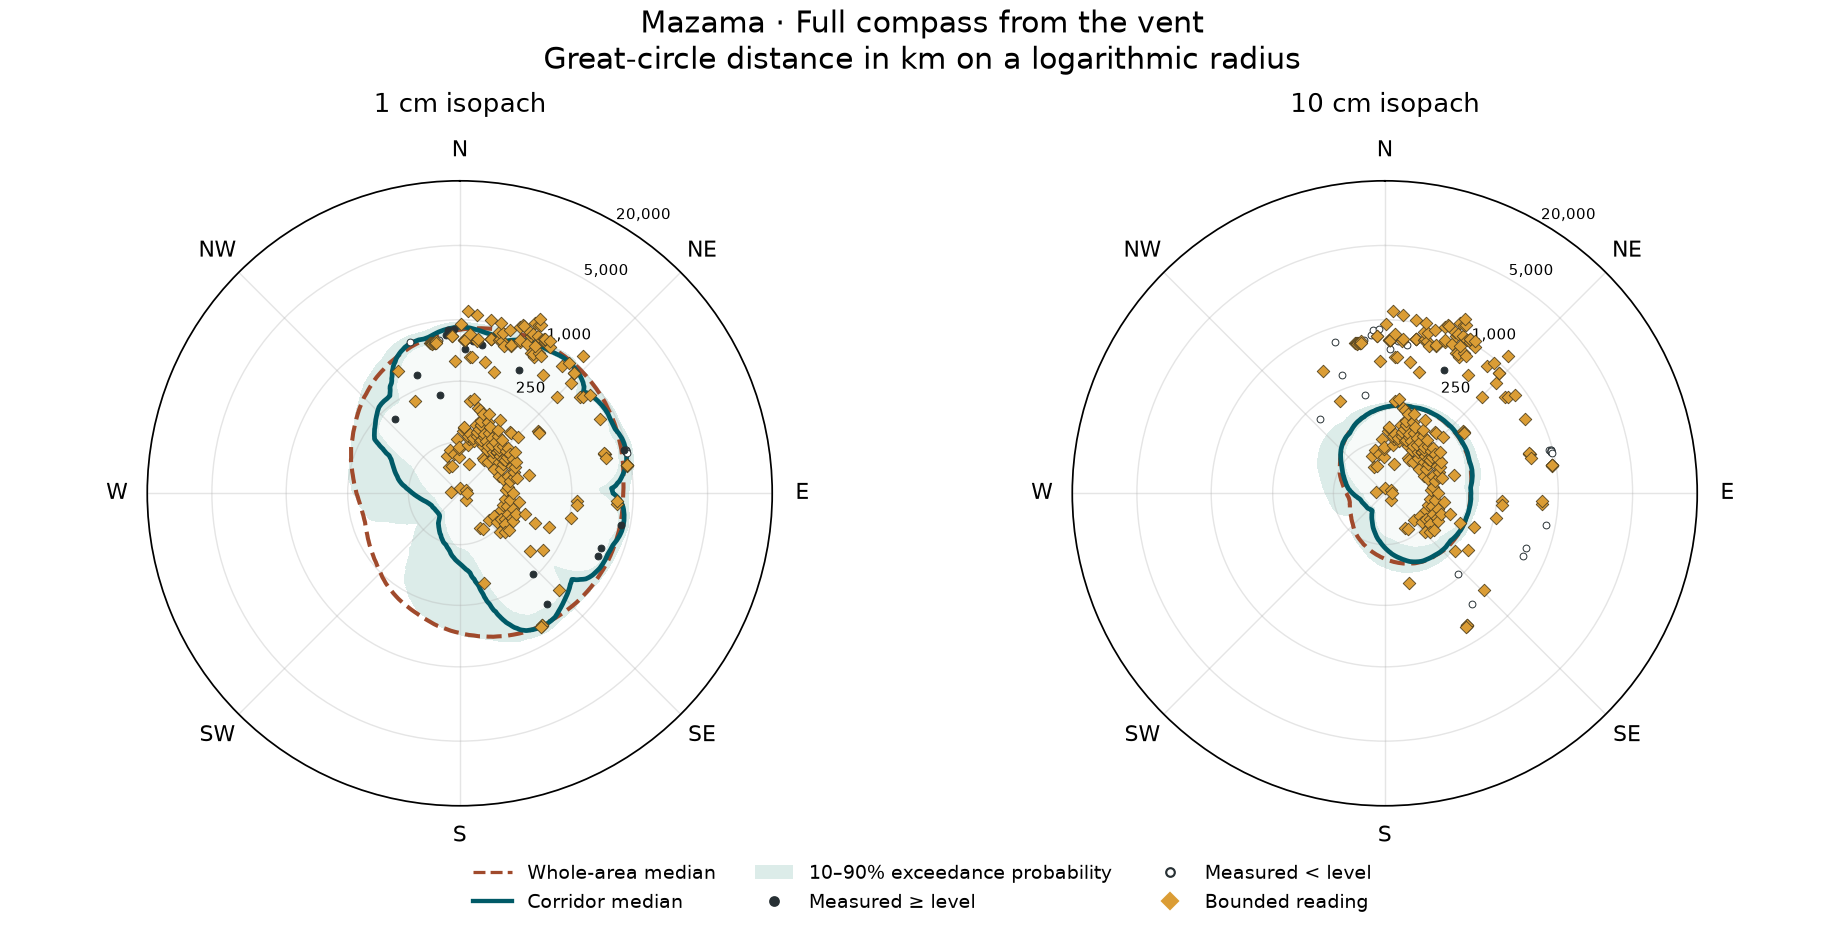 Mazama · Full compass from the vent
Great-circle distance in km on a logarithmic radius
1 cm isopach
N
NE
E
SE
S
SW
W
NW
20,000
5,000
1,000
250
10 cm isopach
N
NE
E
SE
S
SW
W
NW
20,000
5,000
1,000
250
Whole-area median
Corridor median
10–90% exceedance probability
Measured ≥ level
Measured < level
Bounded reading